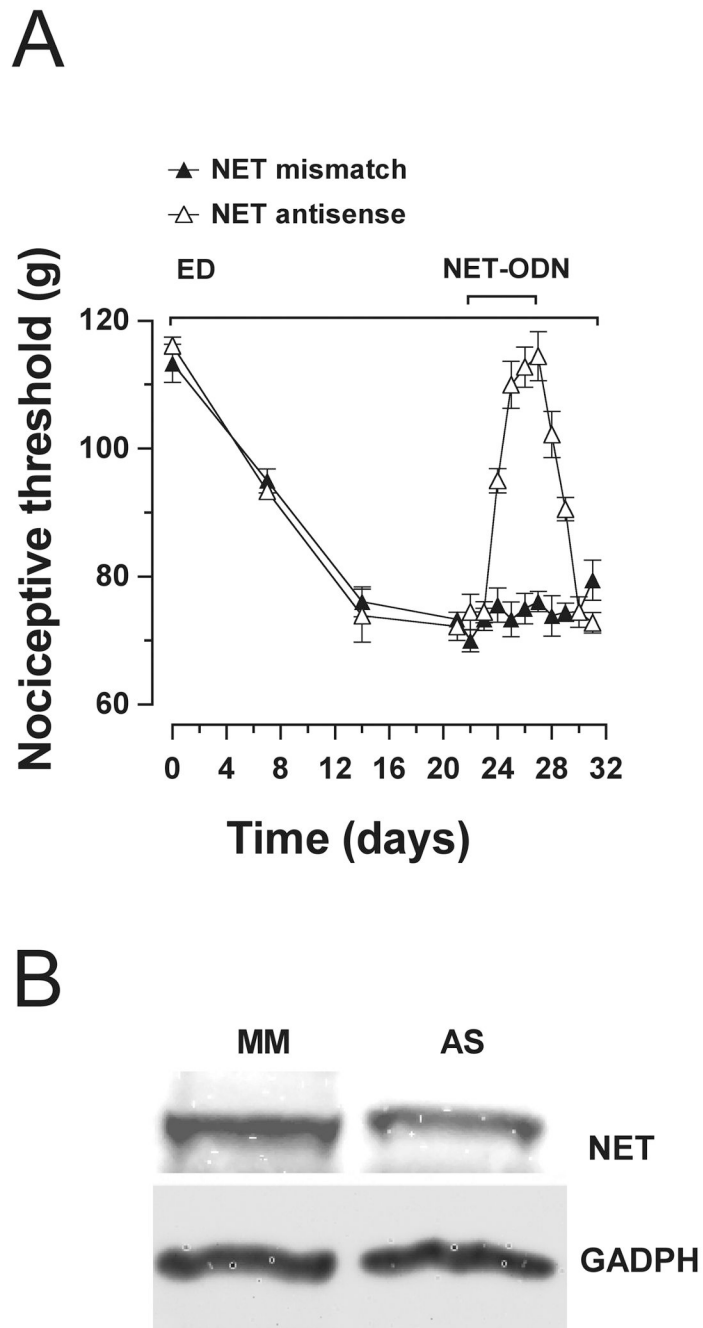 A
NET mismatch
NET antisense
ED
NET-ODN
Nociceptive threshold (g)
120
100
80
60
0 4 8 12 16 20 24 28 32
Time (days)
B
MM AS
NET
GADPH